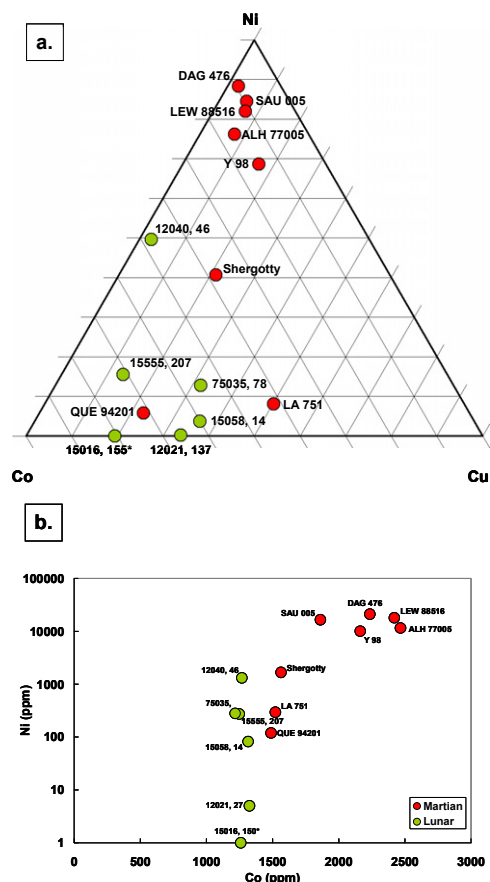 a.
Ni
DAG 476
SAU 005
LEW 88516
ALH 77005
Y 98
12040, 46
Shergotty
15555, 207
75035, 78
QUE 94201
LA 751
15058, 14
15016, 155*
12021, 137
Co
Cu
b.
100000
10000
1000
100
10
1
Ni (ppm)
DAG 476
SAU 005
LEW 88516
ALH 77005
Y 98
12040, 46
Shergotty
75035,
LA 751
15555, 207
QUE 94201
15058, 14
12021, 27
15016, 150*
Martian
Lunar
0
500
1000
1500
2000
2500
3000
Co (ppm)